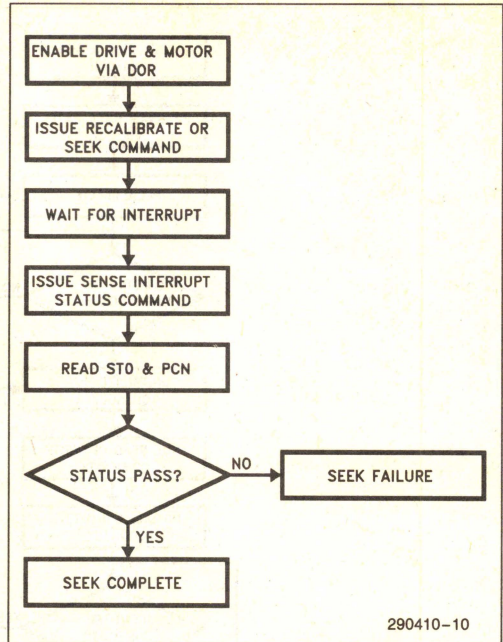 ENABLE DRIVE & MOTOR
VIA DOR
ISSUE RECALIBRATE OR
SEEK COMMAND
WAIT FOR INTERRUPT
ISSUE SENSE INTERRUPT
STATUS COMMAND
READ ST0 & PCN
STATUS PASS?
NO
SEEK FAILURE
YES
SEEK COMPLETE
290410-10